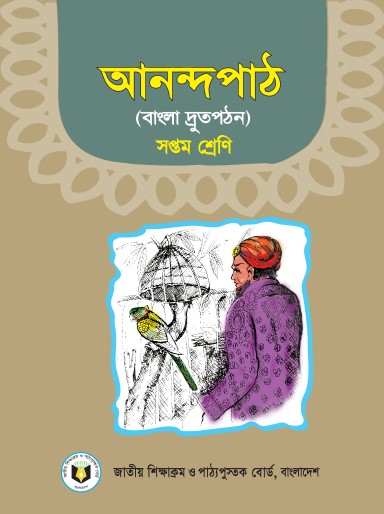 আনন্দপাঠ
(বাংলা দ্রুতপঠন)
সপ্তম শ্রেণি
জাতীয় শিক্ষাক্রম ও পাঠ্যপুস্তক বোর্ড, বাংলাদেশ